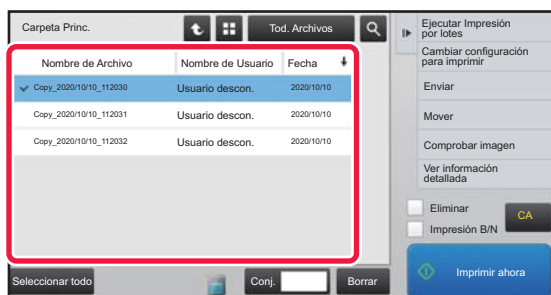 Carpeta Princ.
Tod. Archivos
Nombre de Archivo
Nombre de Usuario
Fecha
Copy_2020/10/10_112030
Usuario descon.
2020/10/10
Copy_2020/10/10_112031
Usuario descon.
2020/10/10
Copy_2020/10/10_112032
Usuario descon.
2020/10/10
Seleccionar todo
Conj.
Borrar
Ejecutar Impresión
por lotes
Cambiar configuración
para imprimir
Enviar
Mover
Comprobar imagen
Ver información
detallada
Eliminar
Impresión B/N
CA
Imprimir ahora